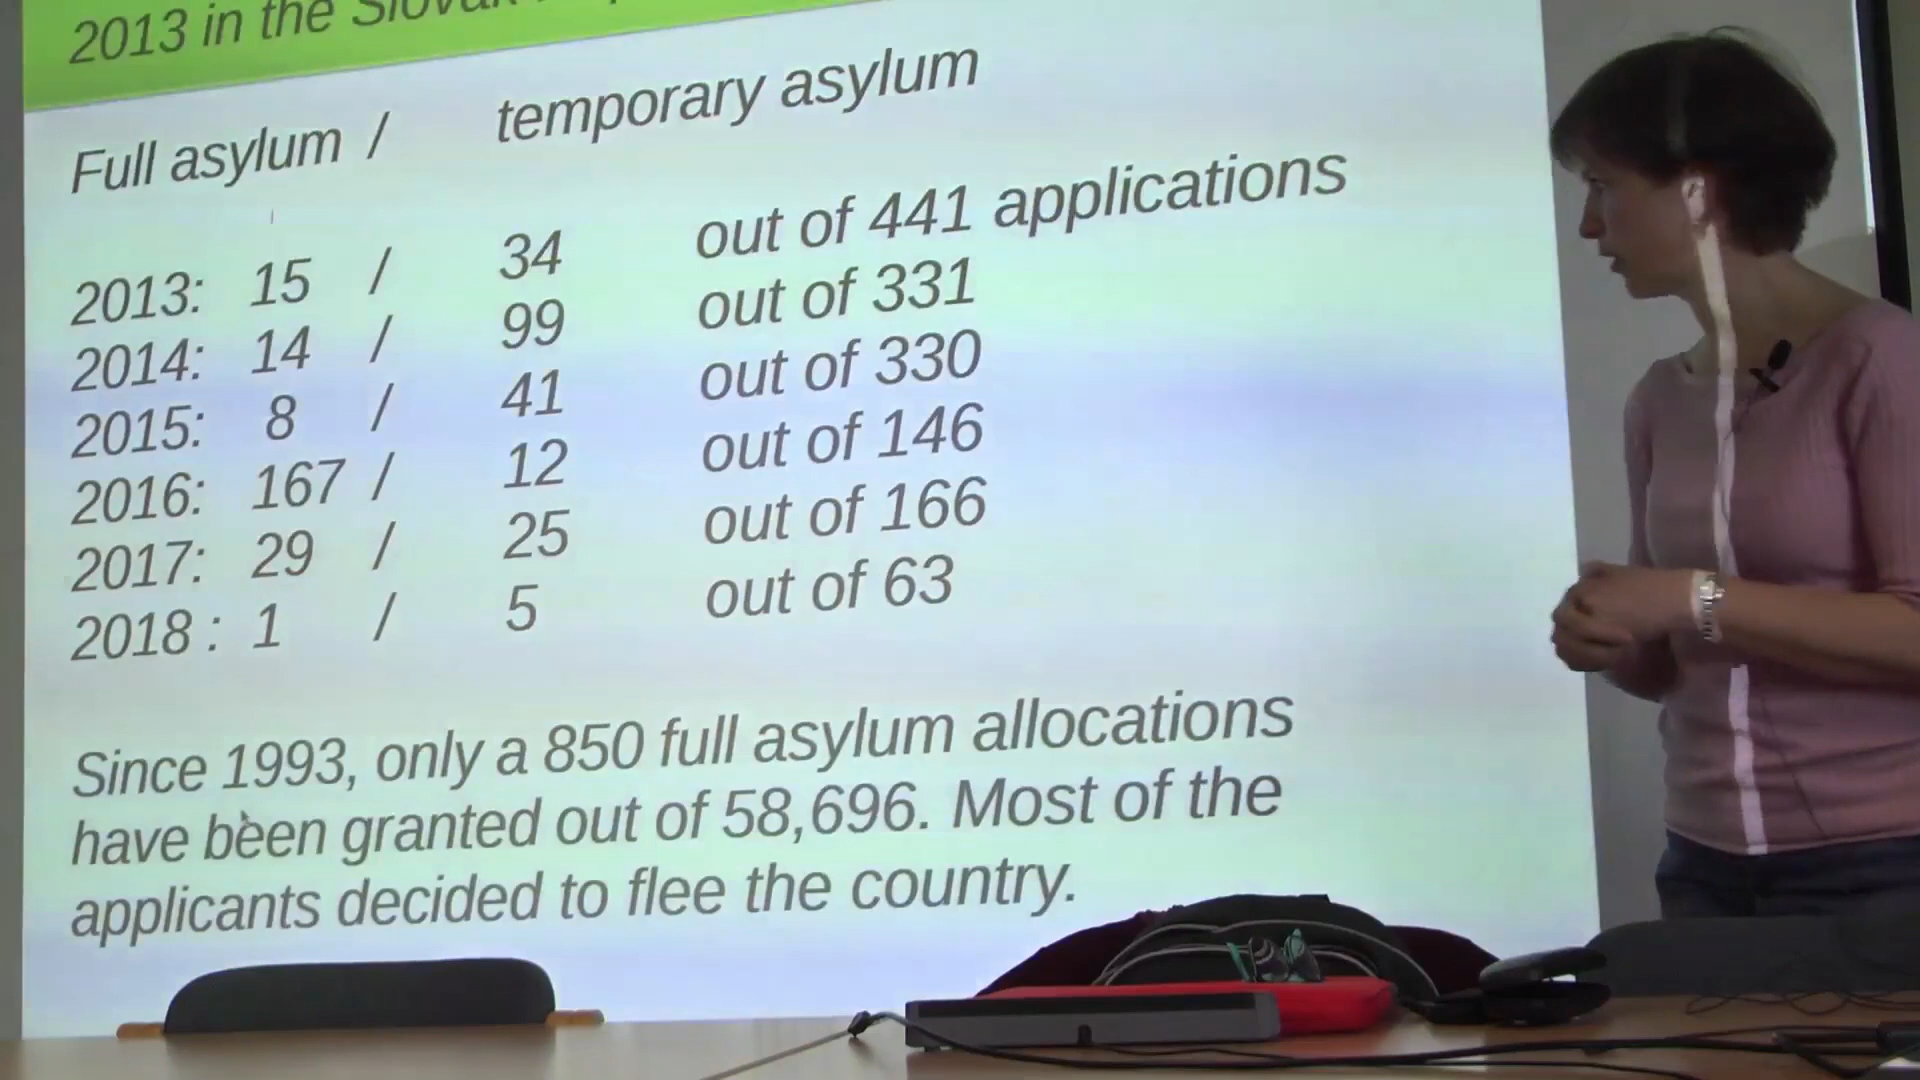 2013 in the Slovak
Full asylum / temporary asylum
2013: 15 / 34 out of 441 applications
2014: 14 / 99 out of 331
2015: 8 / 41 out of 330
2016: 167 / 12 out of 146
2017: 29 / 25 out of 166
2018 : 1 / 5 out of 63
Since 1993, only a 850 full asylum allocations
have been granted out of 58,696. Most of the
applicants decided to flee the country.